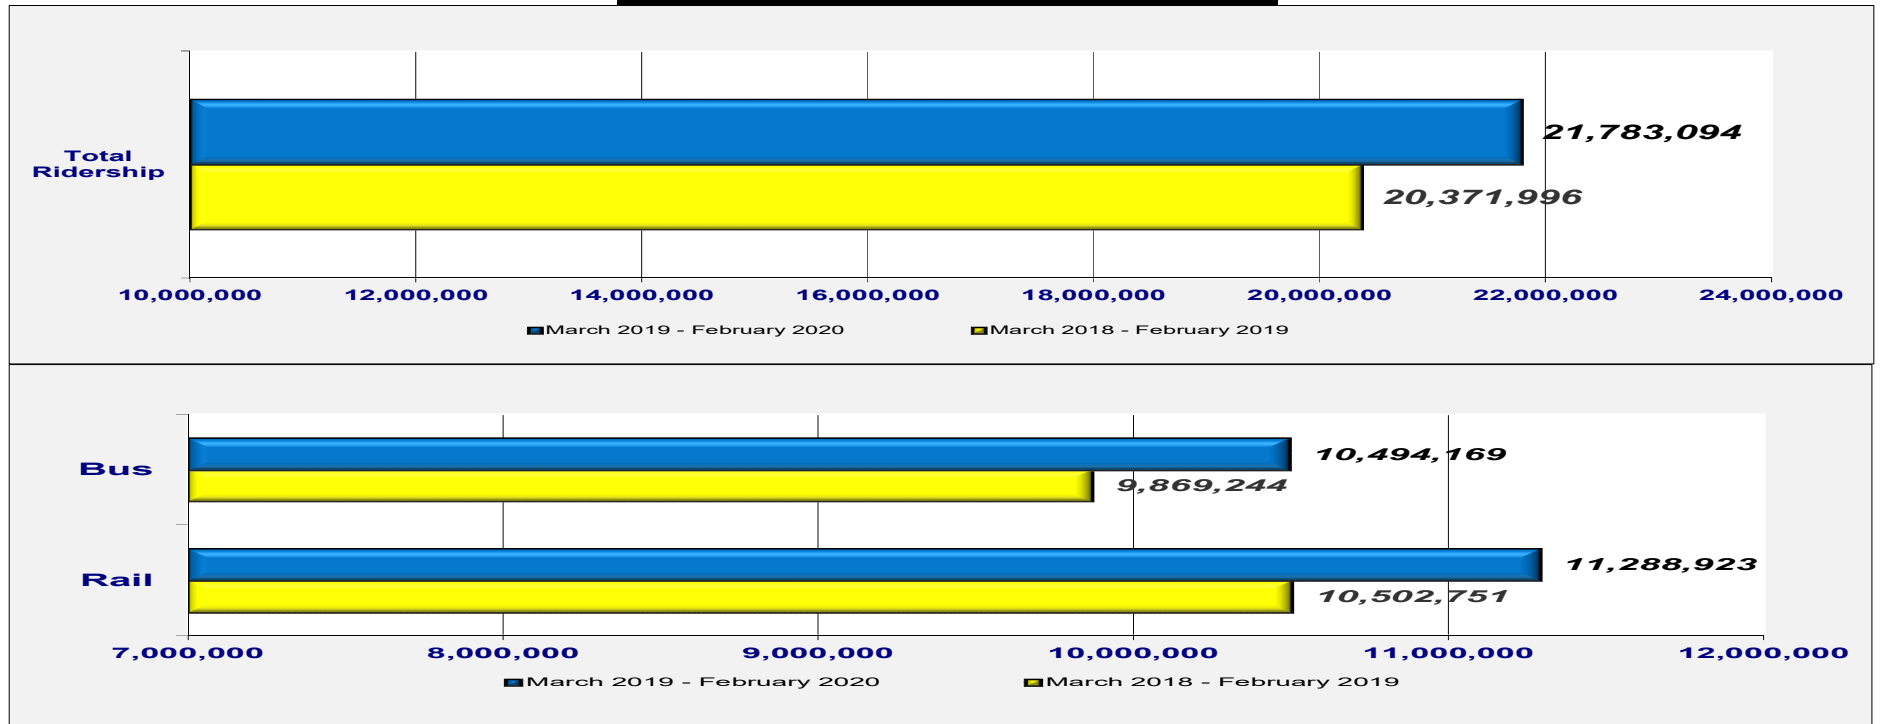 21,783,094
Total
Ridership
20,371,996
10,000,000 12,000,000 14,000,000 16,000,000 18,000,000 20,000,000 22,000,000 24,000,000
March 2019 - February 2020 March 2018 - February 2019
Bus 10,494,169
9,869,244
Rail 11,288,923
10,502,751
7,000,000 8,000,000 9,000,000 10,000,000 11,000,000 12,000,000
March 2019 - February 2020 March 2018 - February 2019